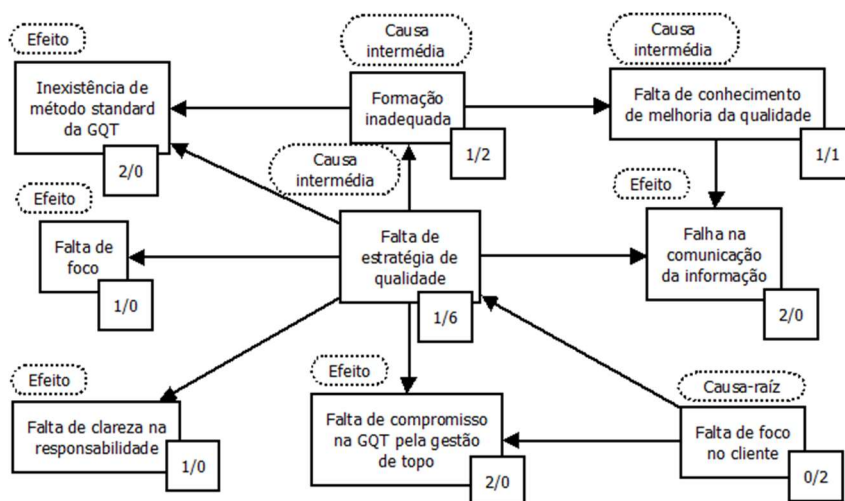 Efeito
Inexistência de
método standard
da GQT
2/0
Causa
intermédia
Formação
inadequada
1/2
Causa
intermédia
Falta de conhecimento
de melhoria da qualidade
1/1
Efeito
Falta de
foco
1/0
Causa
intermédia
Falta de
estratégia de
qualidade
1/6
Efeito
Falha na
comunicação
da informação
2/0
Efeito
Falta de clareza na
responsabilidade
1/0
Efeito
Falta de compromisso
na GQT pela gestão
de topo
2/0
Causa-raíz
Falta de foco
no cliente
0/2